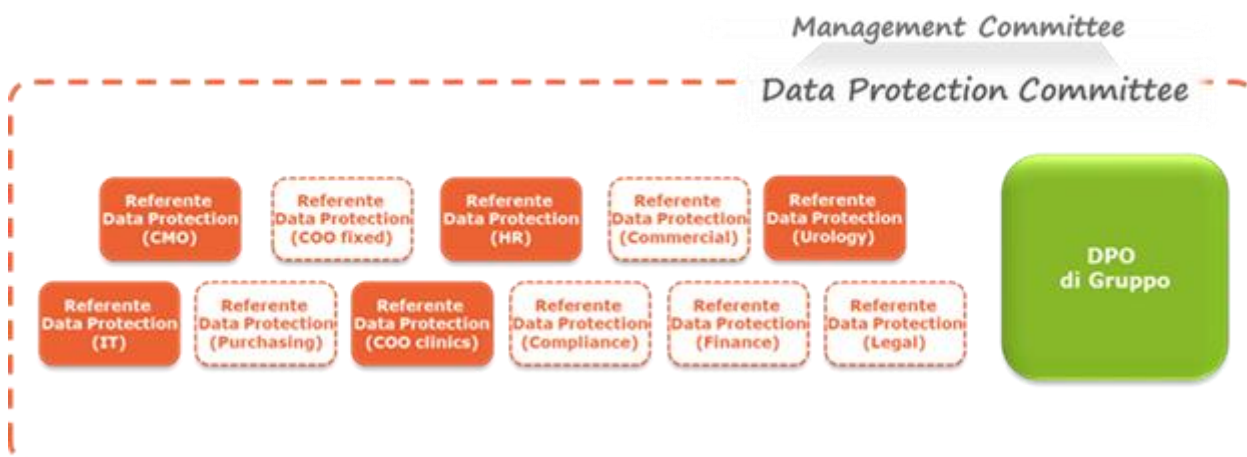 Management Committee
Data Protection Committee
Referente
Data Protection
(CMO)
Referente
Data Protection
(COO fixed)
Referente
Data Protection
(HR)
Referente
Data Protection
(Commercial)
Referente
Data Protection
(Urology)
Referente
Data Protection
(IT)
Referente
Data Protection
(Purchasing)
Referente
Data Protection
(COO clinics)
Referente
Data Protection
(Compliance)
Referente
Data Protection
(Finance)
Referente
Data Protection
(Legal)
DPO
di Gruppo